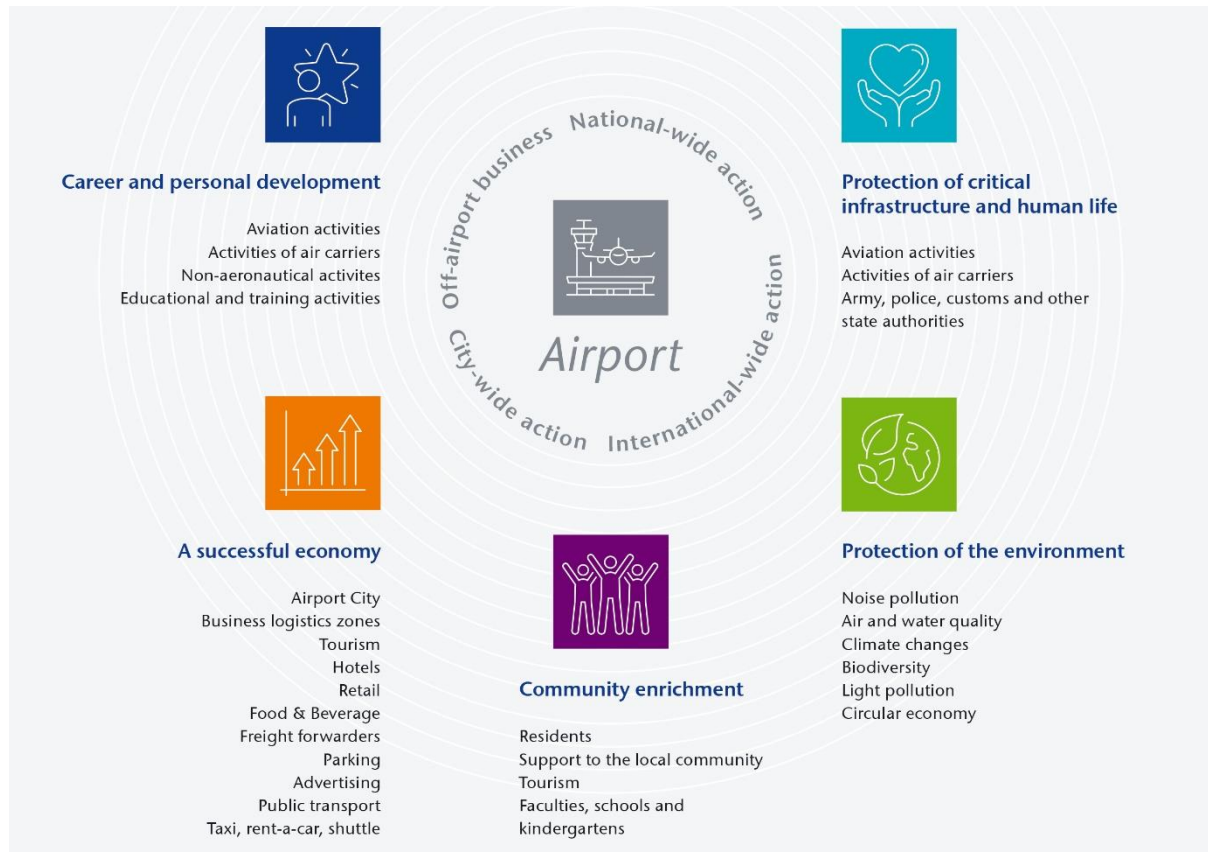 Career and personal development
Aviation activities
Activities of air carriers
Non-aeronautical activites
Educational and training activities
Off-airport business
National-wide action
International-wide action
City-wide action
Airport
Protection of critical
infrastructure and human life
Aviation activities
Activities of air carriers
Army, police, customs and other
state authorities
A successful economy
Airport City
Business logistics zones
Tourism
Hotels
Retail
Food & Beverage
Freight forwarders
Parking
Advertising
Public transport
Taxi, rent-a-car, shuttle
Community enrichment
Residents
Support to the local community
Tourism
Faculties, schools and
kindergartens
Protection of the environment
Noise pollution
Air and water quality
Climate changes
Biodiversity
Light pollution
Circular economy